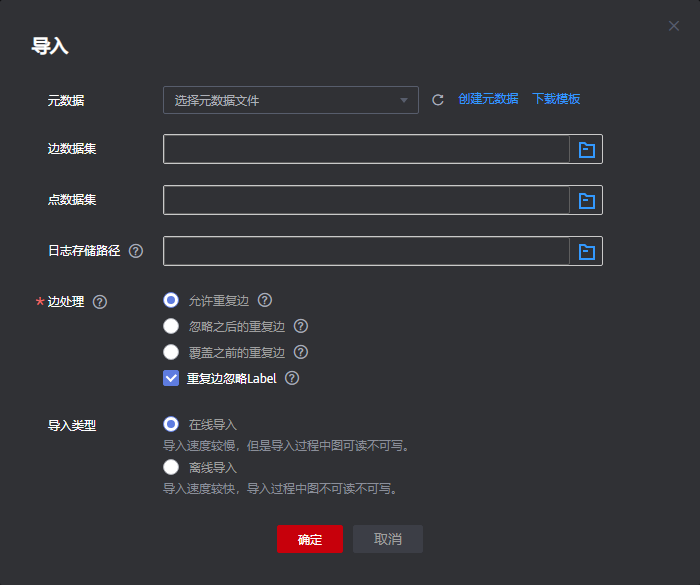 导入
元数据 选择元数据文件 创建元数据 下载模板
边数据集
点数据集
日志存储路径 ?
* 边处理 ? 允许重复边 ?
忽略之后的重复边 ?
覆盖之前的重复边 ?
重复边忽略Label ?
导入类型 在线导入
导入速度较慢，但是导入过程中图可读不可写。
离线导入
导入速度较快，导入过程中图不可读不可写。
确定 取消